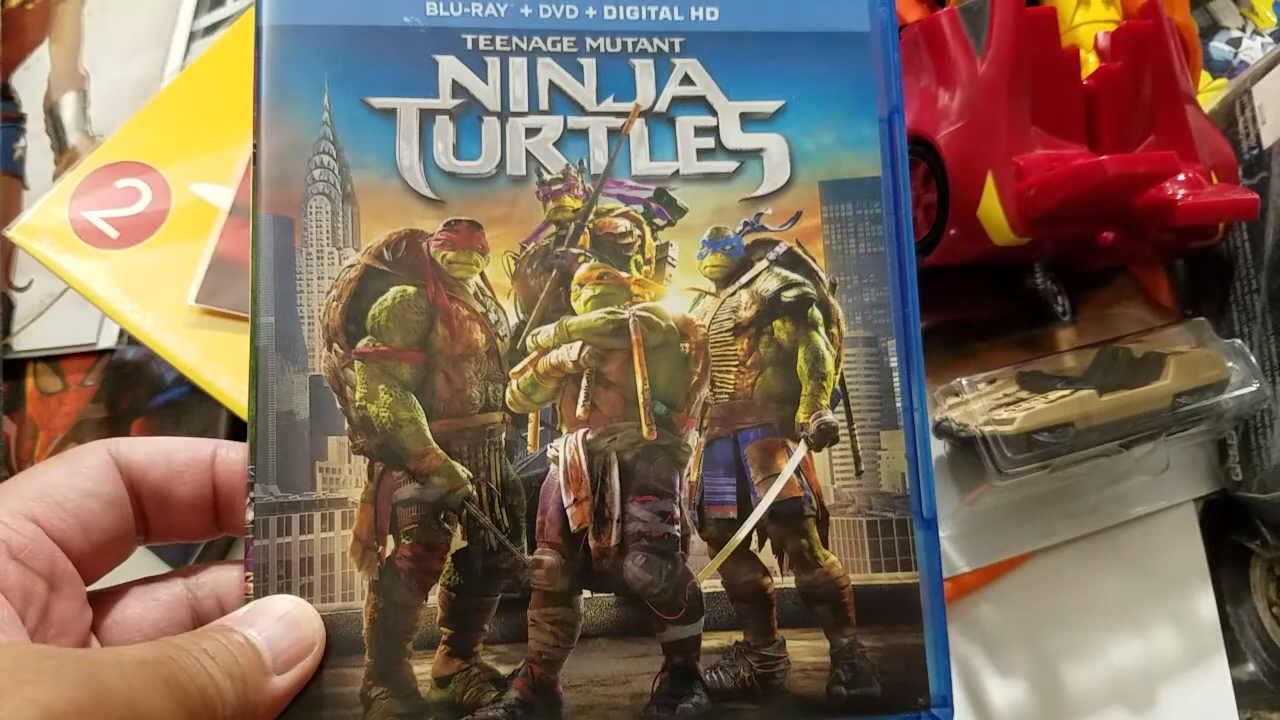 BLU-RAY + DVD + DIGITAL HD
TEENAGE MUTANT
NINJA
TURTLES
2